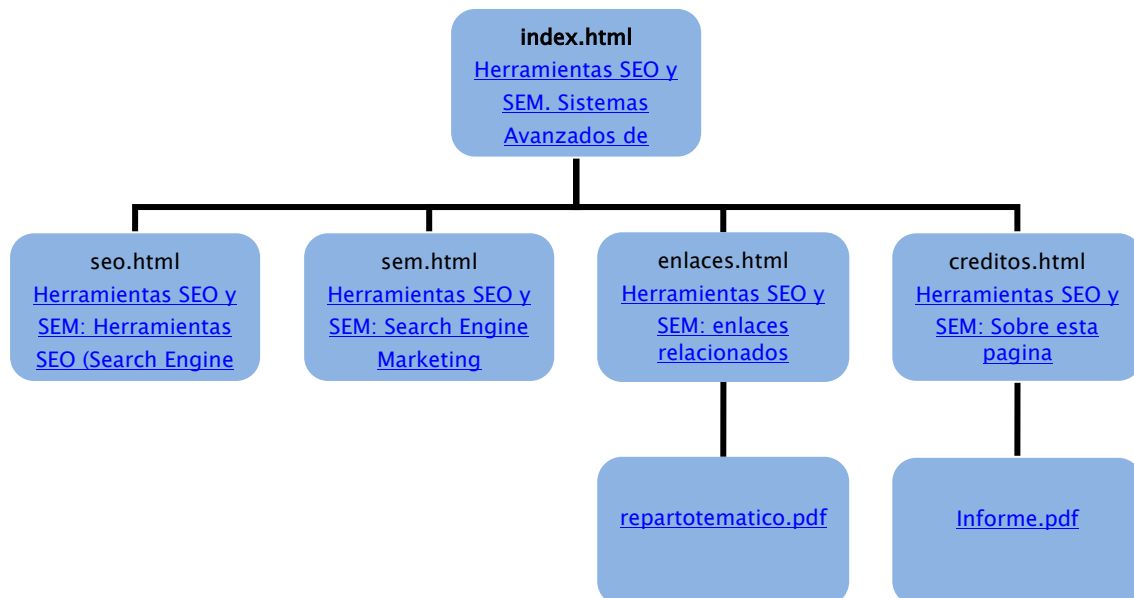 index.html
Herramientas SEO y
SEM. Sistemas
Avanzados de
seo.html
Herramientas SEO y
SEM: Herramientas
SEO (Search Engine
sem.html
Herramientas SEO y
SEM: Search Engine
Marketing
enlaces.html
Herramientas SEO y
SEM: enlaces
relacionados
creditos.html
Herramientas SEO y
SEM: Sobre esta
pagina
repartotematico.pdf
Informe.pdf